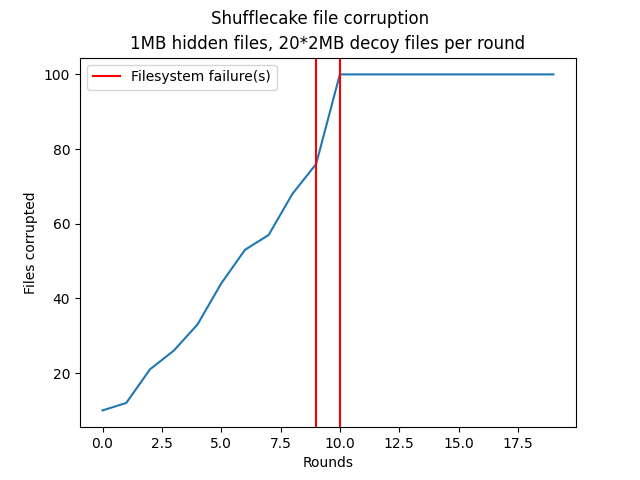 Shufflecake file corruption
1MB hidden files, 20*2MB decoy files per round
Filesystem failure(s)
100
80
60
40
20
Files corrupted
0.0 2.5 5.0 7.5 10.0 12.5 15.0 17.5
Rounds